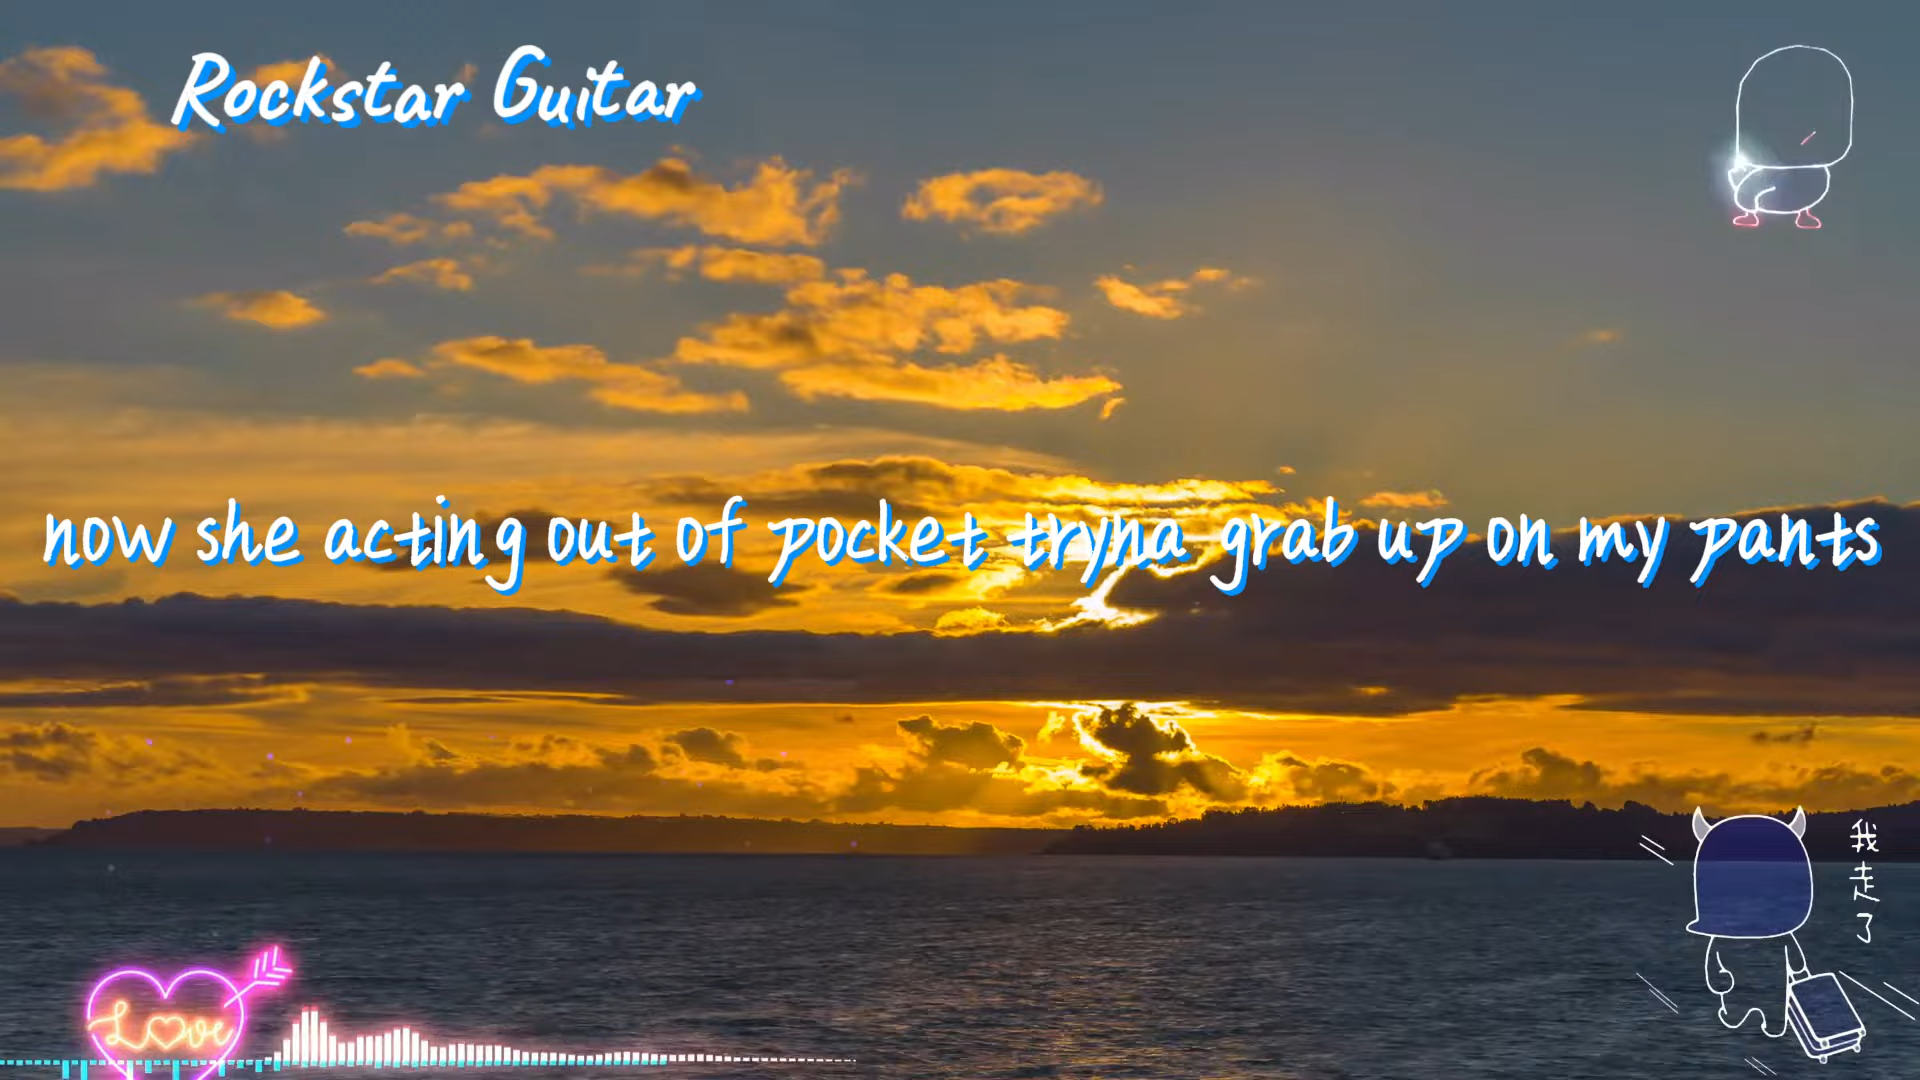 Rockstar Guitar
now she acting out of pocket tryna grab up on my pants
我走了
Love